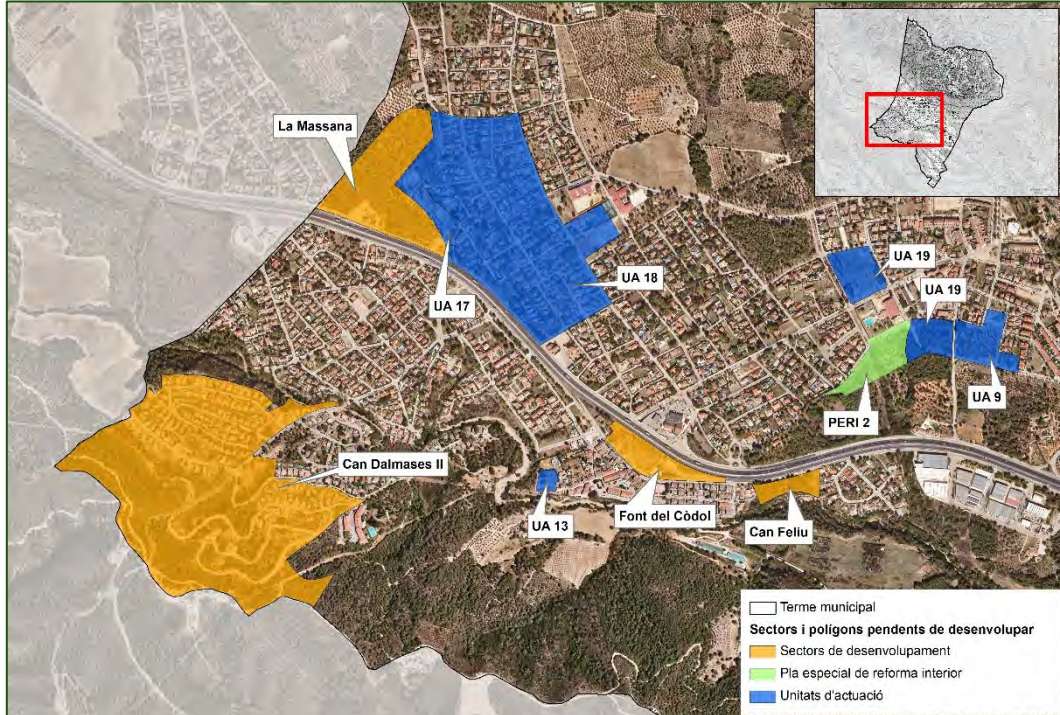 La Massana
UA 17
UA 18
UA 19
UA 19
UA 9
PERI 2
Can Dalmases II
UA 13
Font del Còdol
Can Feliu
Terme municipal
Sectors i polígons pendents de desenvolupar
Sectors de desenvolupament
Pla especial de reforma interior
Unitats d'actuació